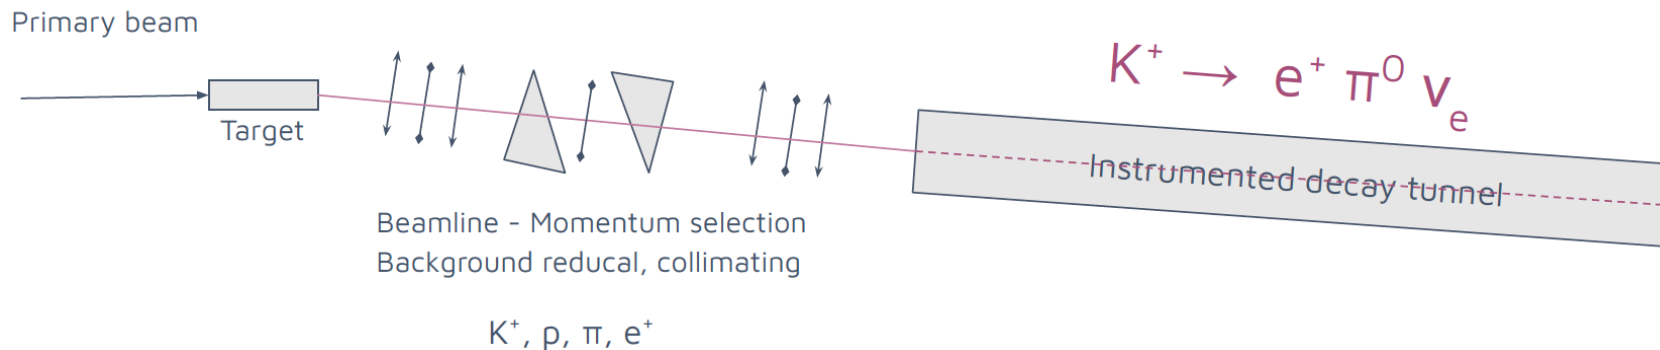 Primary beam
Target
K⁺ → e⁺ π⁰ νₑ
Instrumented decay tunnel
Beamline - Momentum selection
Background reducal, collimating
K⁺, p, π, e⁺